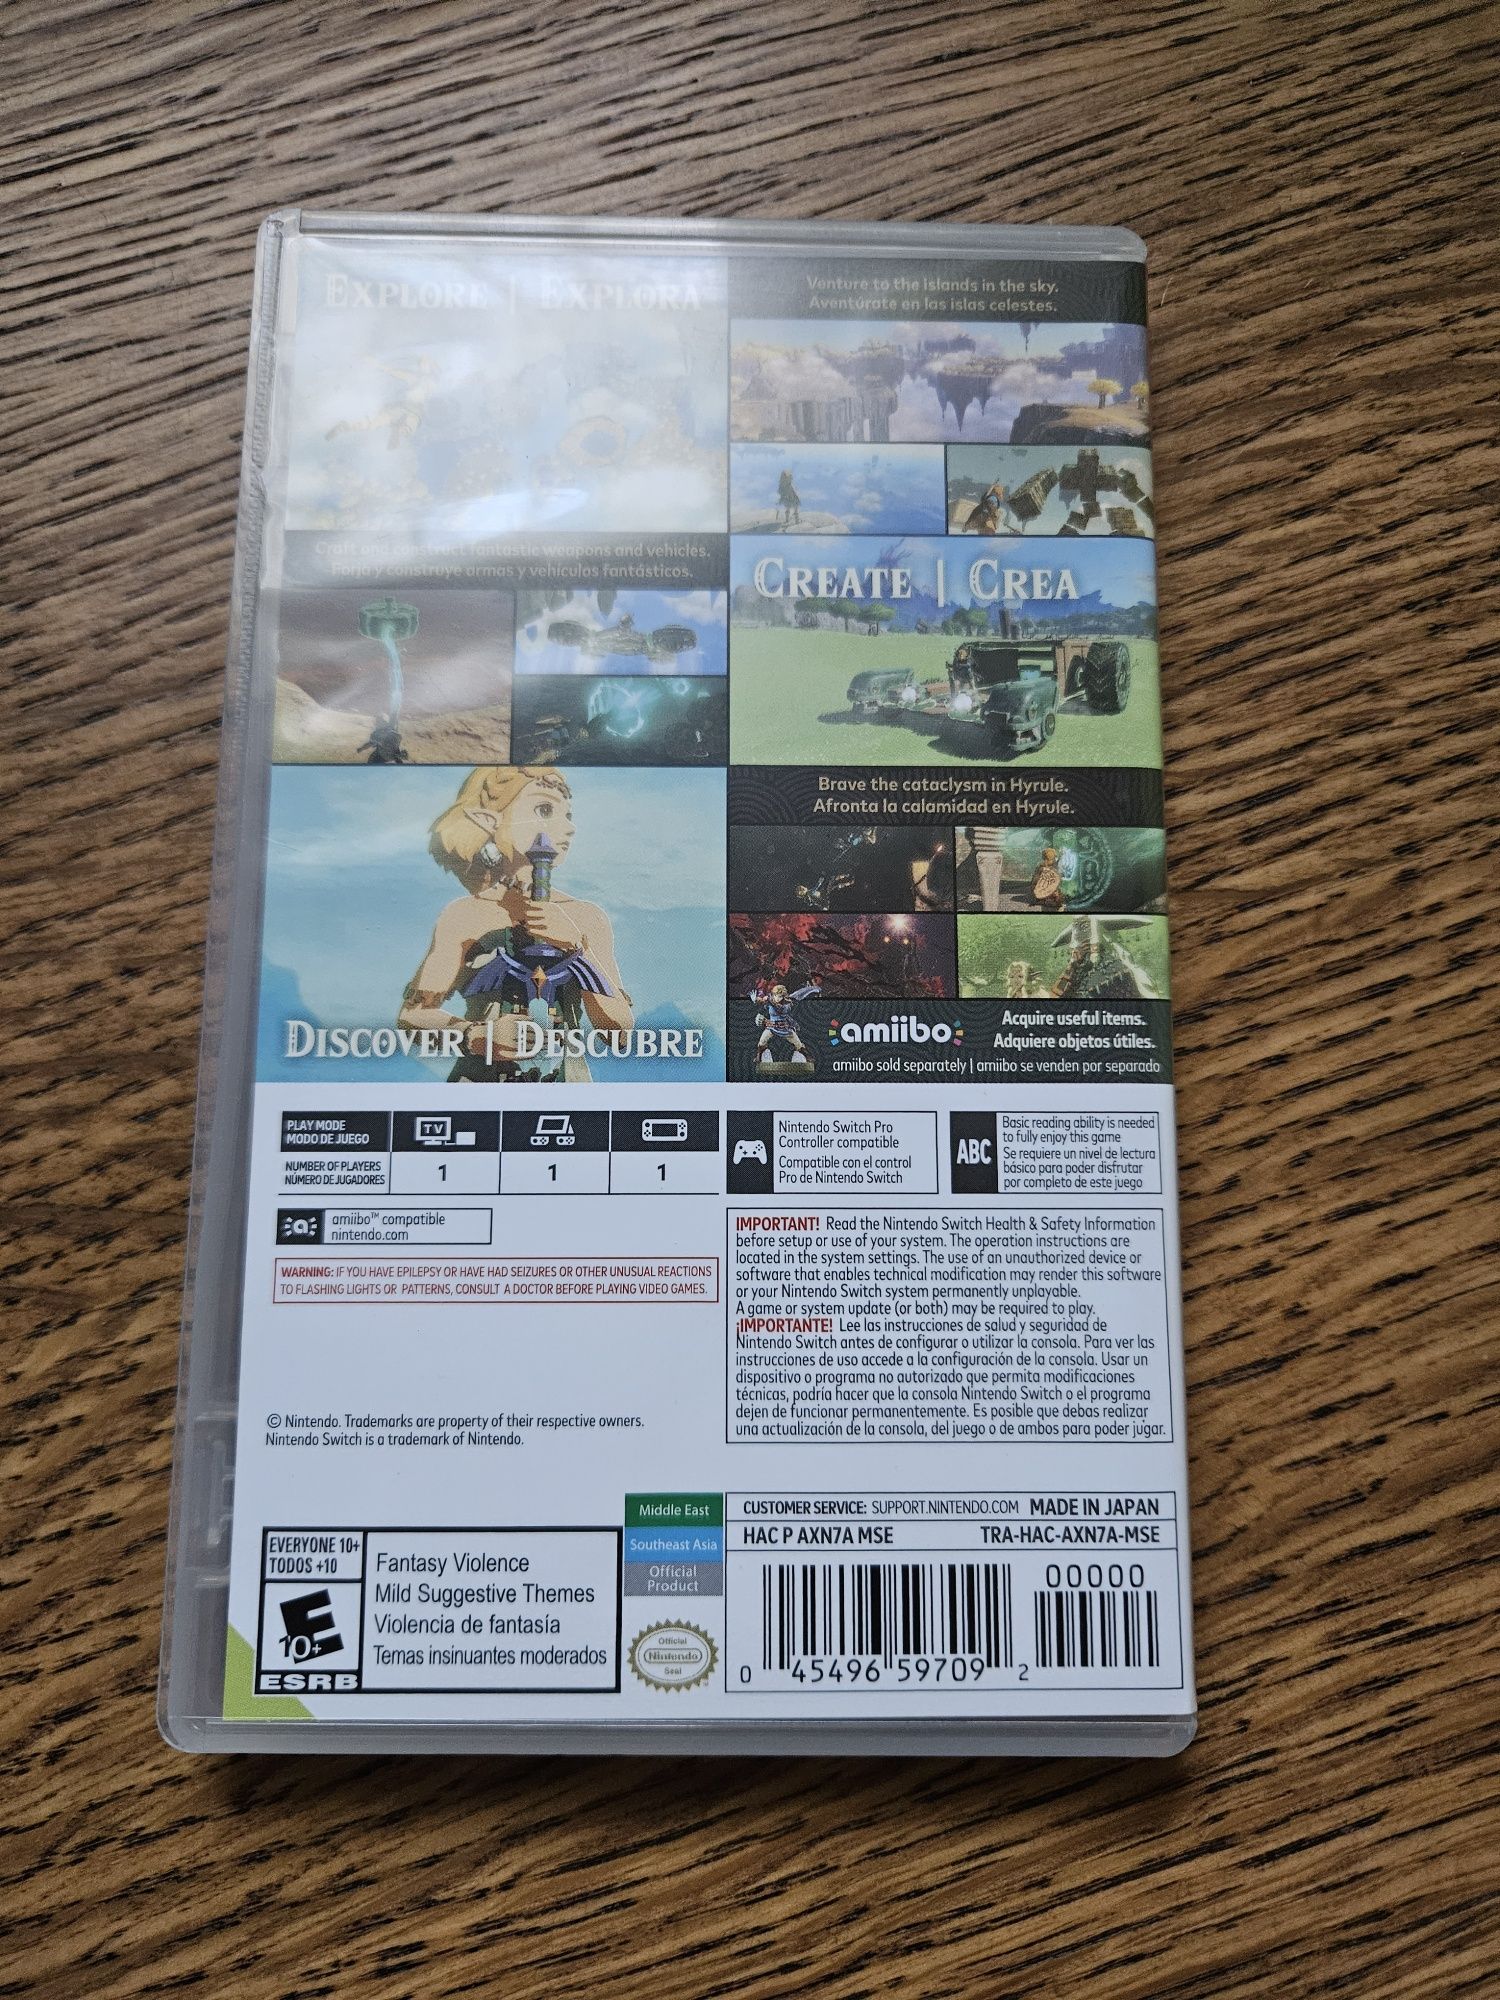 EXPLORE | EXPLORA
Venture to the islands in the sky.
Aventúrate en las islas celestes.
Craft and construct fantastic weapons and vehicles.
Forja y construye armas y vehículos fantásticos.
CREATE | CREA
Brave the cataclysm in Hyrule.
Afronta la calamidad en Hyrule.
DISCOVER | DESCUBRE
amiibo
Acquire useful items.
Adquiere objetos útiles.
amiibo sold separately | amiibo se venden por separado
PLAY MODE
MODO DE JUEGO
TV
NUMBER OF PLAYERS
NÚMERO DE JUGADORES
1 1 1
Nintendo Switch Pro
Controller compatible
Compatible con el control
Pro de Nintendo Switch
ABC
Basic reading ability is needed
to fully enjoy this game
Se requiere un nivel de lectura
básico para poder disfrutar
por completo de este juego
a
amiibo™ compatible
nintendo.com
WARNING: IF YOU HAVE EPILEPSY OR HAVE HAD SEIZURES OR OTHER UNUSUAL REACTIONS
TO FLASHING LIGHTS OR PATTERNS, CONSULT A DOCTOR BEFORE PLAYING VIDEO GAMES.
IMPORTANT! Read the Nintendo Switch Health & Safety Information
before setup or use of your system. The operation instructions are
located in the system settings. The use of an unauthorized device or
software that enables technical modification may render this software
or your Nintendo Switch system permanently unplayable.
A game or system update (or both) may be required to play.
¡IMPORTANTE! Lee las instrucciones de salud y seguridad de
Nintendo Switch antes de configurar o utilizar la consola. Para ver las
instrucciones de uso accede a la configuración de la consola. Usar un
dispositivo o programa no autorizado que permita modificaciones
técnicas, podría hacer que la consola Nintendo Switch o el programa
dejen de funcionar permanentemente. Es posible que debas realizar
una actualización de la consola, del juego o de ambos para poder jugar.
© Nintendo. Trademarks are property of their respective owners.
Nintendo Switch is a trademark of Nintendo.
EVERYONE 10+
TODOS +10
E
10+
ESRB
Fantasy Violence
Mild Suggestive Themes
Violencia de fantasía
Temas insinuantes moderados
Middle East
Southeast Asia
Official
Product
Official
Nintendo
Seal
CUSTOMER SERVICE: SUPPORT.NINTENDO.COM MADE IN JAPAN
HAC P AXN7A MSE TRA-HAC-AXN7A-MSE
00000
0 45496 59709 2